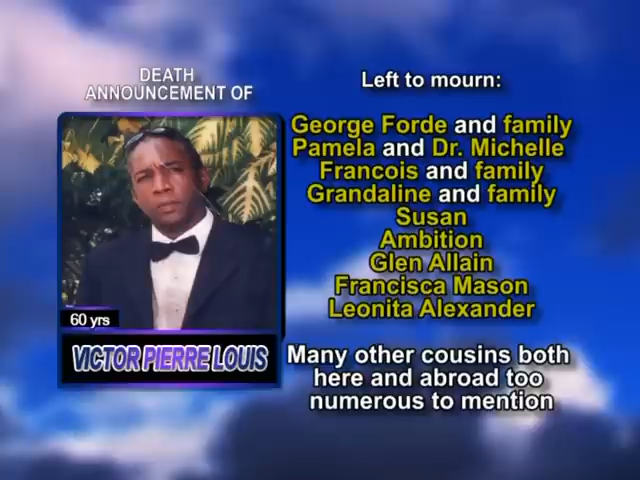 DEATH
ANNOUNCEMENT OF
60 yrs
VICTOR PIERRE LOUIS
Left to mourn:
George Forde and family
Pamela and Dr. Michelle
Francois and family
Grandaline and family
Susan
Ambition
Glen Allain
Francisca Mason
Leonita Alexander
Many other cousins both
here and abroad too
numerous to mention